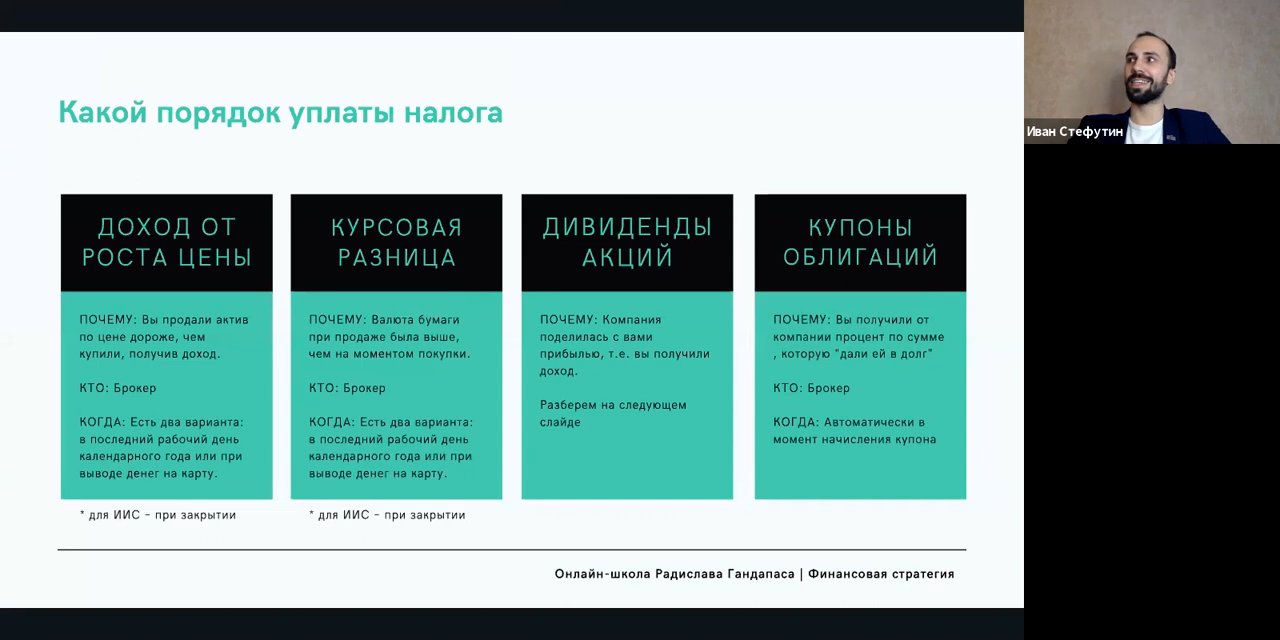 Какой порядок уплаты налога
Иван Стефутин
ДОХОД ОТ
РОСТА ЦЕНЫ
ПОЧЕМУ: Вы продали актив
по цене дороже, чем
купили, получив доход.
КТО: Брокер
КОГДА: Есть два варианта:
в последний рабочий день
календарного года или при
выводе денег на карту.
* для ИИС - при закрытии
КУРСОВАЯ
РАЗНИЦА
ПОЧЕМУ: Валюта бумаги
при продаже была выше,
чем на моментом покупки.
КТО: Брокер
КОГДА: Есть два варианта:
в последний рабочий день
календарного года или при
выводе денег на карту.
* для ИИС - при закрытии
ДИВИДЕНДЫ
АКЦИЙ
ПОЧЕМУ: Компания
поделилась с вами
прибылью, т.е. вы получили
доход.
Разберем на следующем
слайде
КУПОНЫ
ОБЛИГАЦИЙ
ПОЧЕМУ: Вы получили от
компании процент по сумме
, которую "дали ей в долг"
КТО: Брокер
КОГДА: Автоматически в
момент начисления купона
Онлайн-школа Радислава Гандапаса | Финансовая стратегия